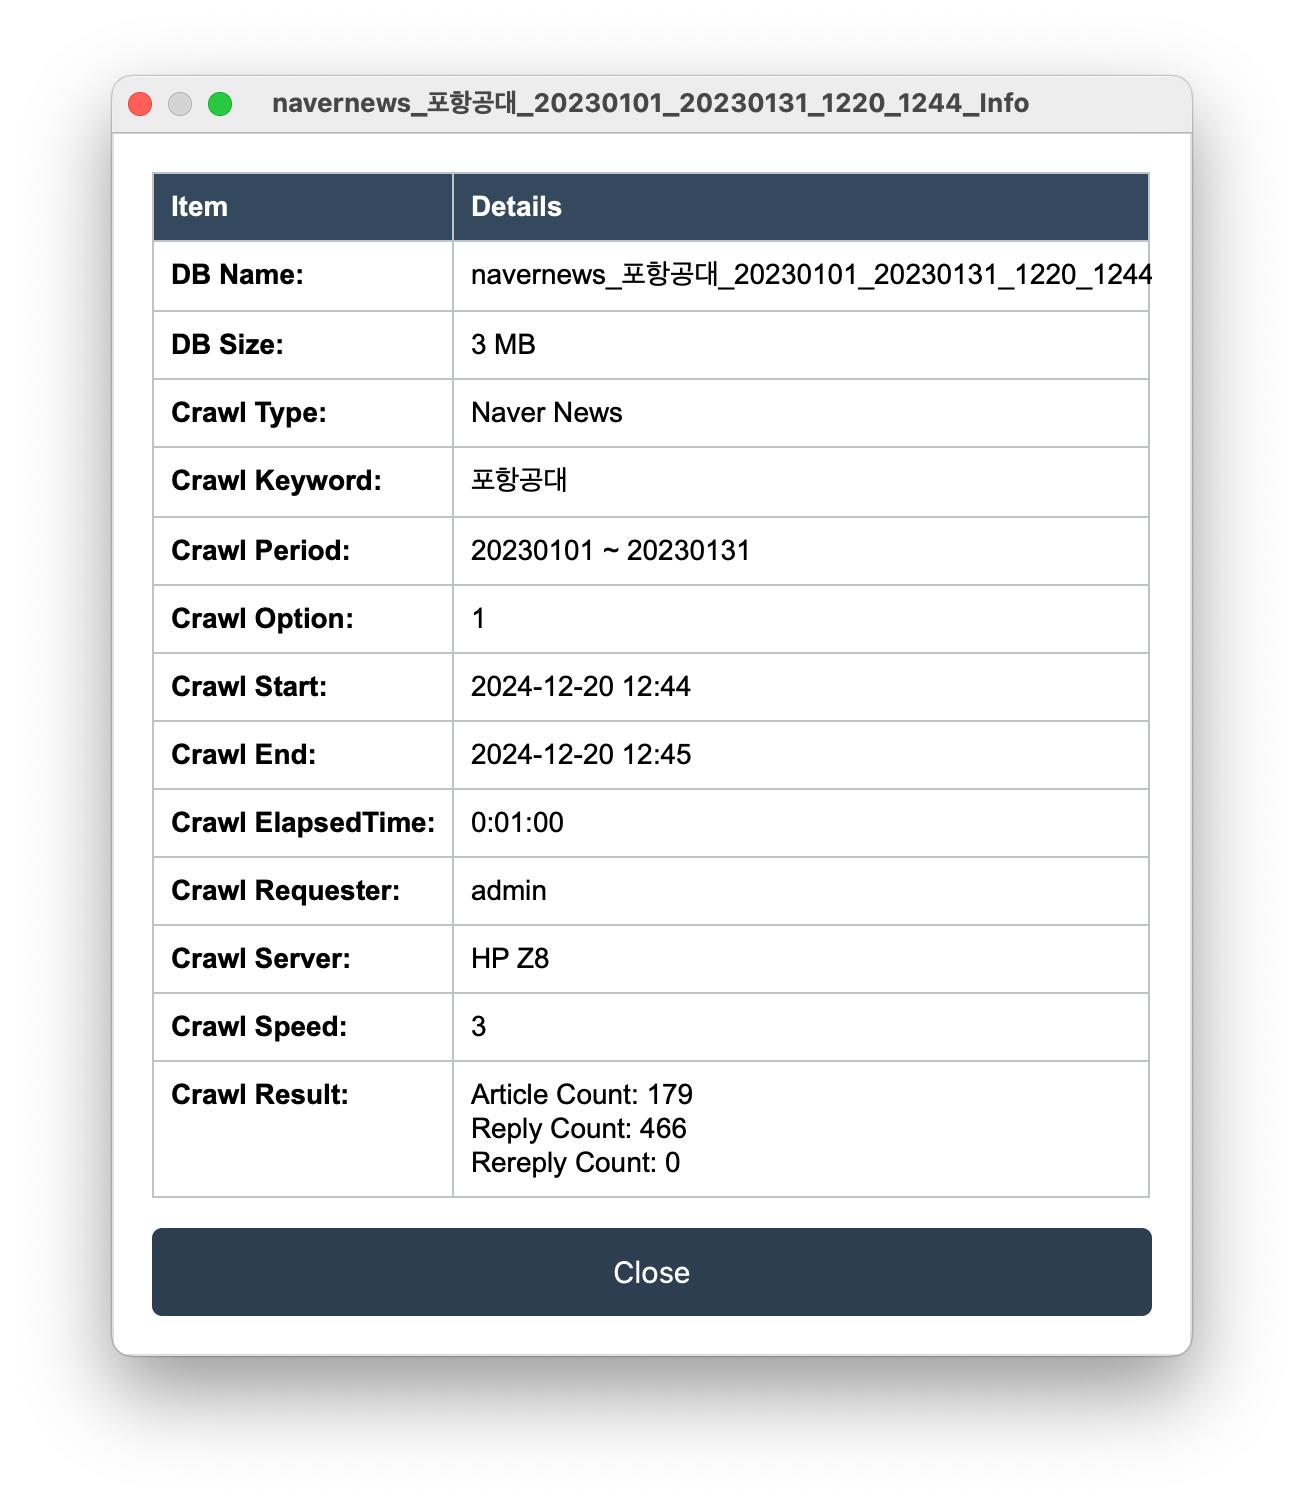 navernews_포항공대_20230101_20230131_1220_1244_Info
Item Details
DB Name: navernews_포항공대_20230101_20230131_1220_1244
DB Size: 3 MB
Crawl Type: Naver News
Crawl Keyword: 포항공대
Crawl Period: 20230101 ~ 20230131
Crawl Option: 1
Crawl Start: 2024-12-20 12:44
Crawl End: 2024-12-20 12:45
Crawl ElapsedTime: 0:01:00
Crawl Requester: admin
Crawl Server: HP Z8
Crawl Speed: 3
Crawl Result: Article Count: 179
Reply Count: 466
Rereply Count: 0
Close